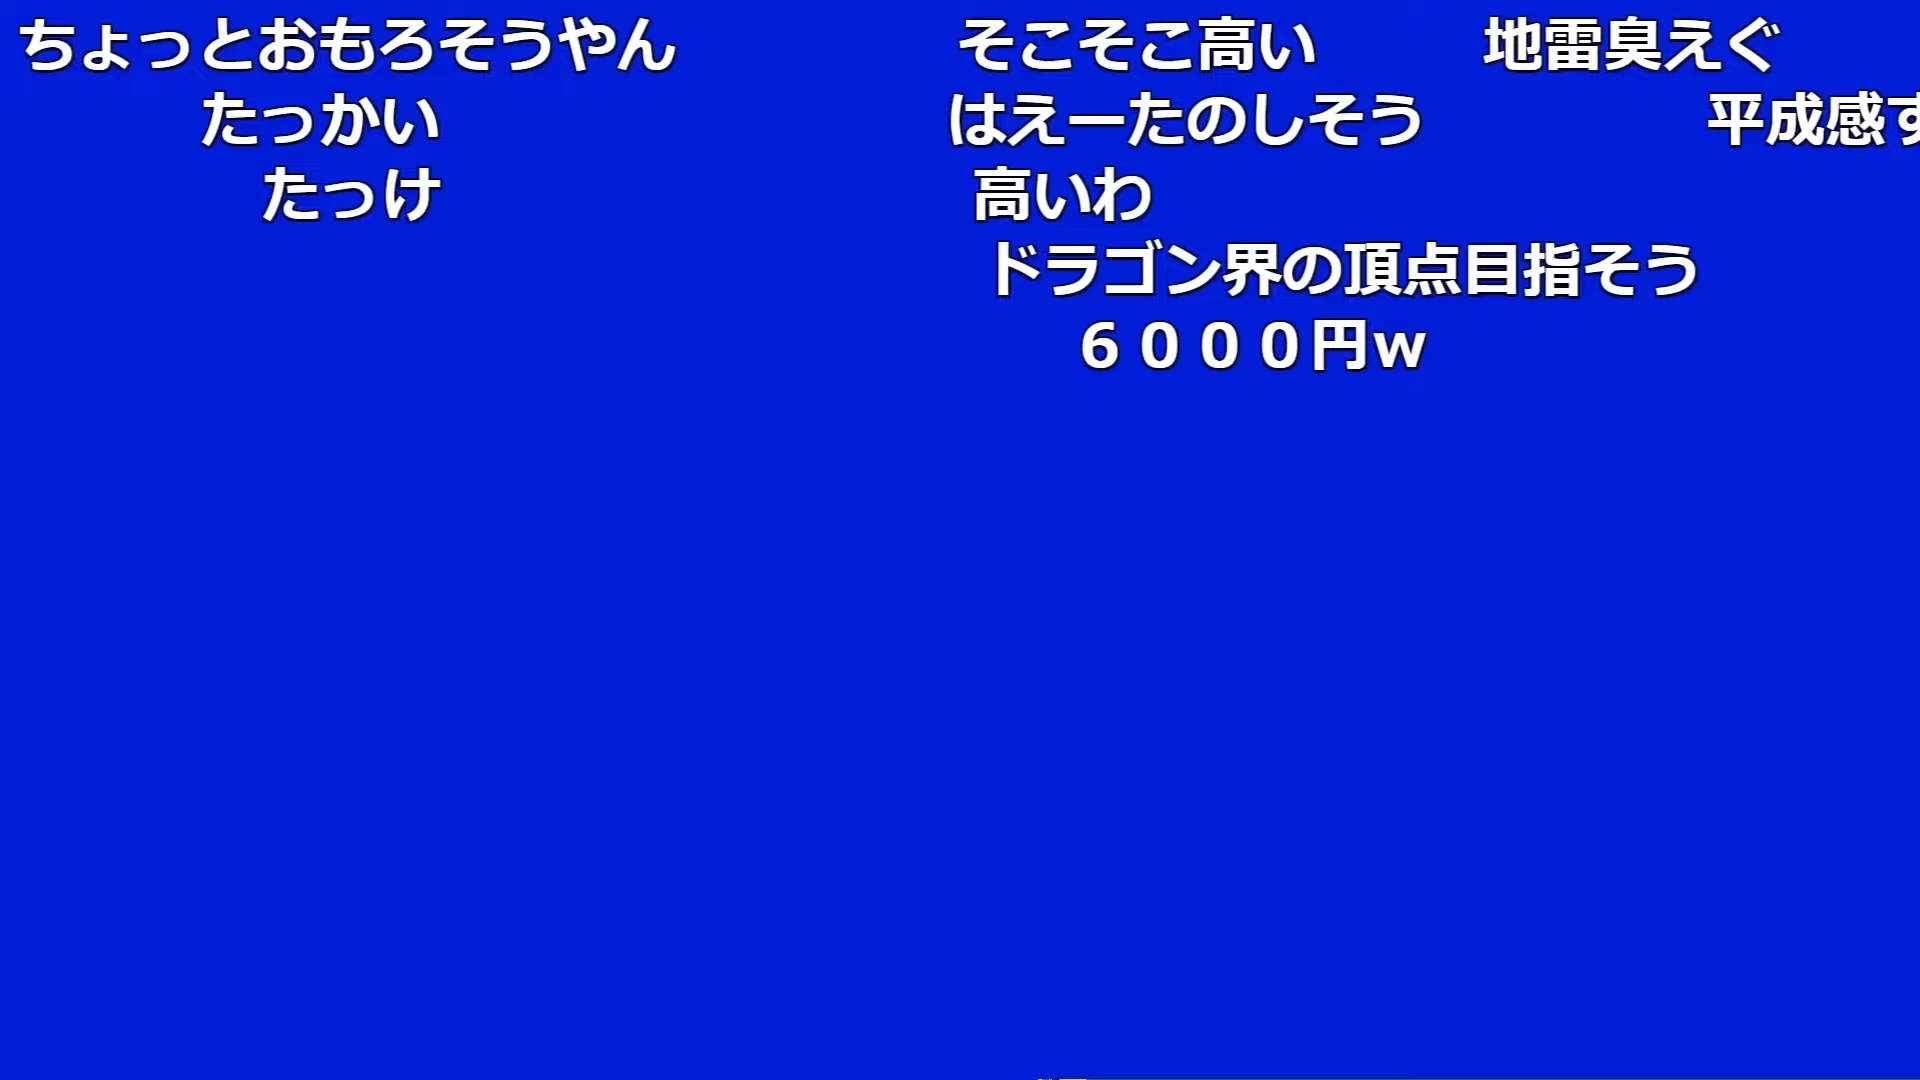 ちょっとおもろそうやん
そこそこ高い
地雷臭えぐ
たっかい
はえーたのしそう
平成感す
たっけ
高いわ
ドラゴン界の頂点目指そう
６０００円w